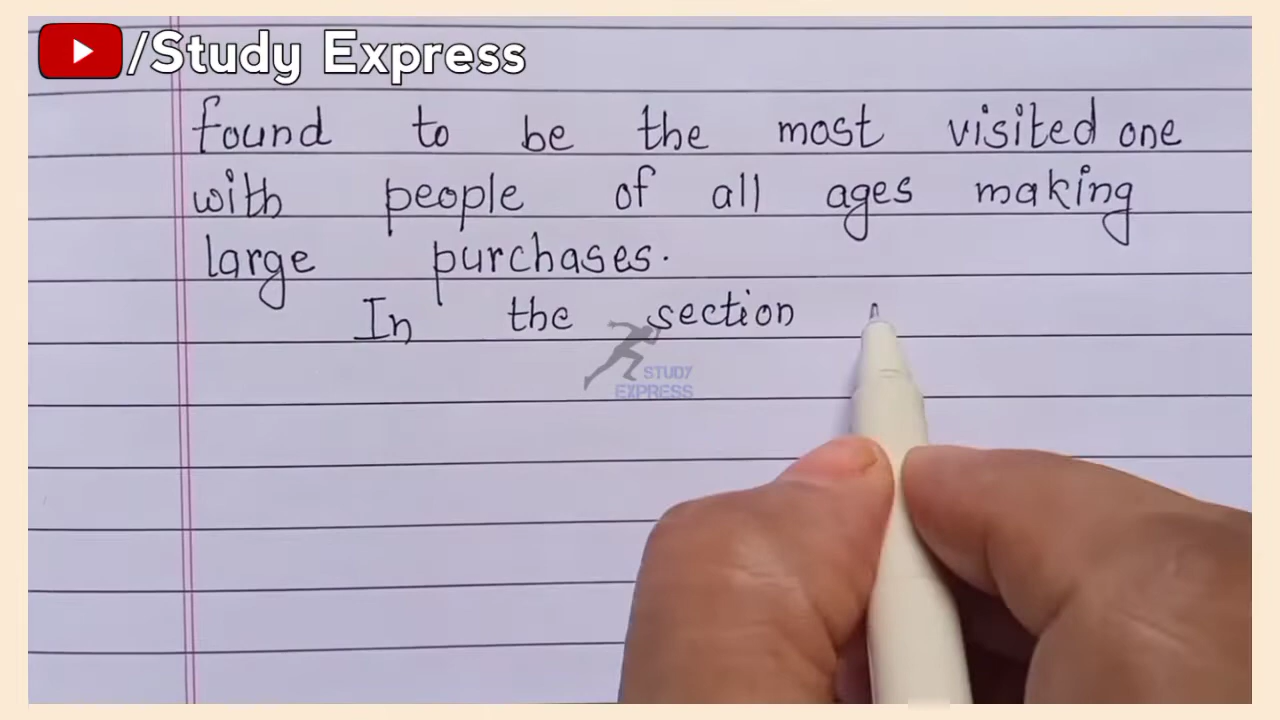 /Study Express
found to be the most visited one
with people of all ages making
large purchases.
In the section
STUDY
EXPRESS